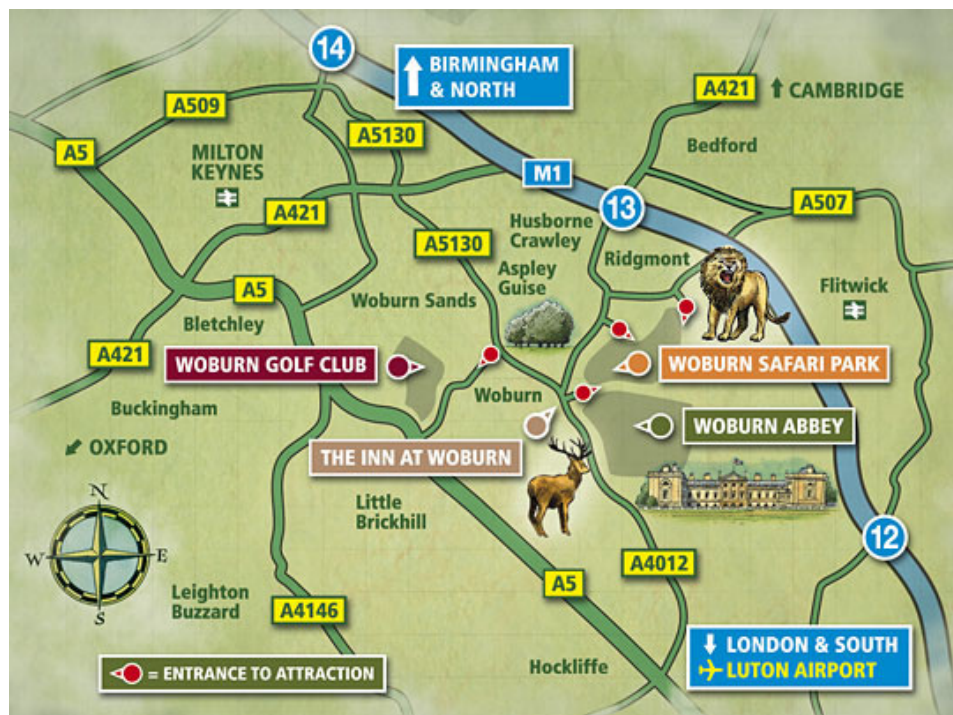 14
BIRMINGHAM
& NORTH
A421
CAMBRIDGE
A509
A5130
Bedford
A5
MILTON
KEYNES
M1
A421
13
A507
Husborne
Crawley
A5130
Ridgmont
Aspley
Guise
Flitwick
A5
Woburn Sands
Bletchley
A421
WOBURN GOLF CLUB
WOBURN SAFARI PARK
Woburn
Buckingham
WOBURN ABBEY
OXFORD
THE INN AT WOBURN
N
W
E
S
Little
Brickhill
12
A4012
Leighton
Buzzard
A5
A4146
LONDON & SOUTH
LUTON AIRPORT
Hockliffe
= ENTRANCE TO ATTRACTION